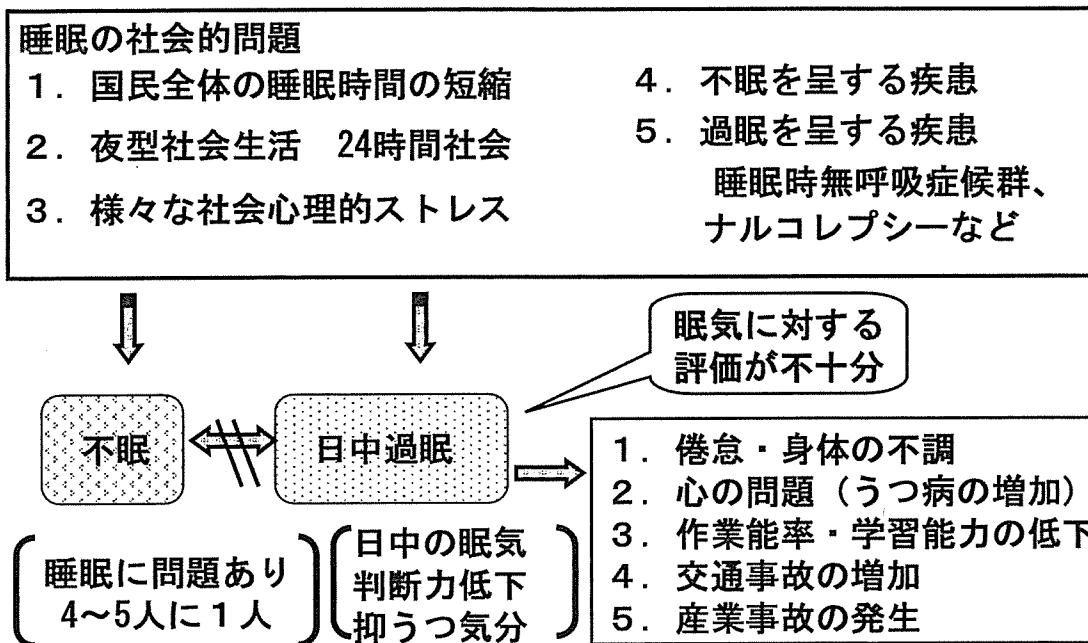 睡眠の社会的問題
1. 国民全体の睡眠時間の短縮
2. 夜型社会生活　24時間社会
3. 様々な社会心理的ストレス
4. 不眠を呈する疾患
5. 過眠を呈する疾患
睡眠時無呼吸症候群、
ナルコレプシーなど
眠気に対する
評価が不十分
不眠
日中過眠
睡眠に問題あり
4～5人に1人
日中の眠気
判断力低下
抑うつ気分
1. 倦怠・身体の不調
2. 心の問題（うつ病の増加）
3. 作業能率・学習能力の低下
4. 交通事故の増加
5. 産業事故の発生